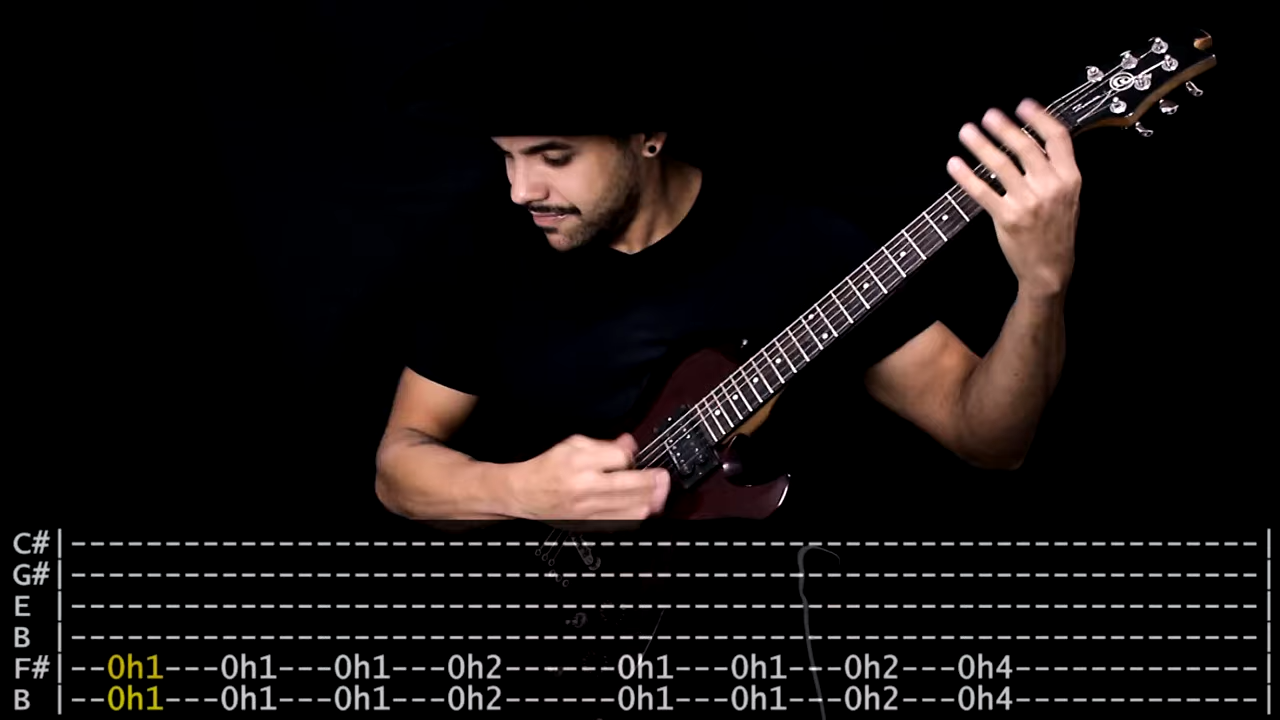 C#|---------------------------------------------------------------|
G#|---------------------------------------------------------------|
E |---------------------------------------------------------------|
B |---------------------------------------------------------------|
F#|--0h1---0h1---0h1---0h2------0h1---0h1---0h2---0h4-------------|
B |--0h1---0h1---0h1---0h2------0h1---0h1---0h2---0h4-------------|